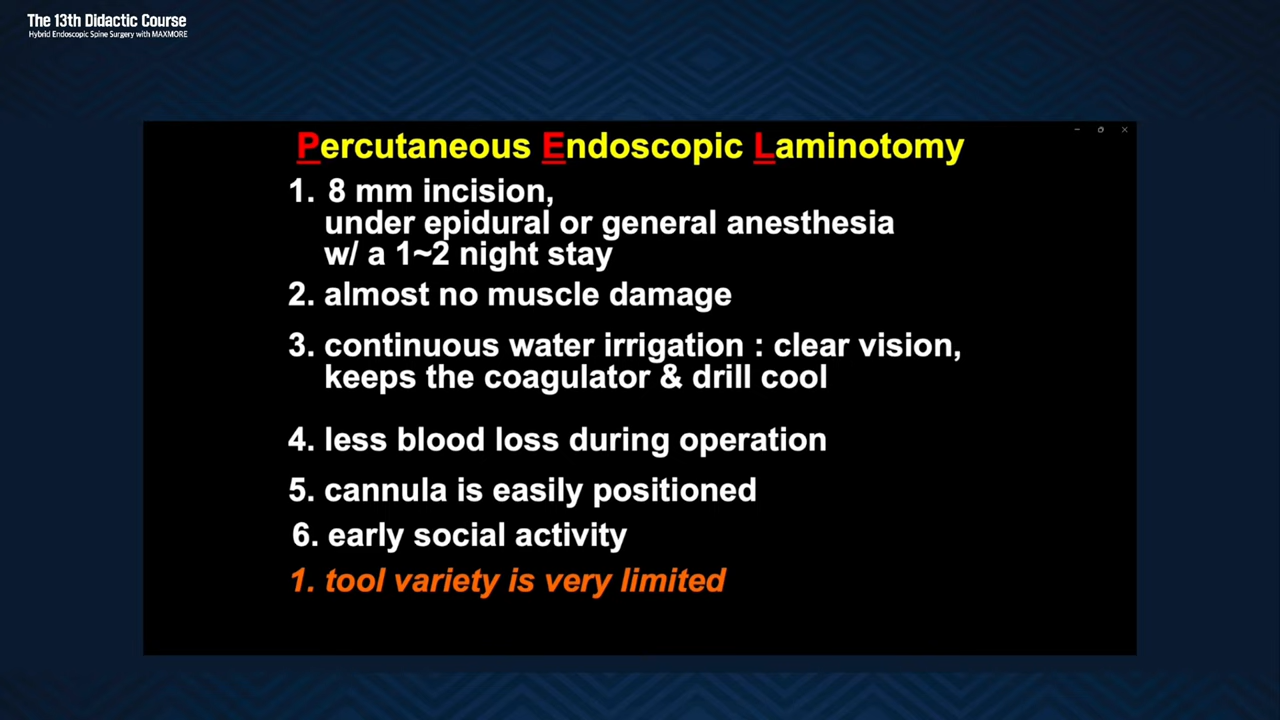 The 13th Didactic Course
Hybrid Endoscopic Spine Surgery with MAXMORE
Percutaneous Endoscopic Laminotomy
1. 8 mm incision,
under epidural or general anesthesia
w/ a 1~2 night stay
2. almost no muscle damage
3. continuous water irrigation : clear vision,
keeps the coagulator & drill cool
4. less blood loss during operation
5. cannula is easily positioned
6. early social activity
1. tool variety is very limited